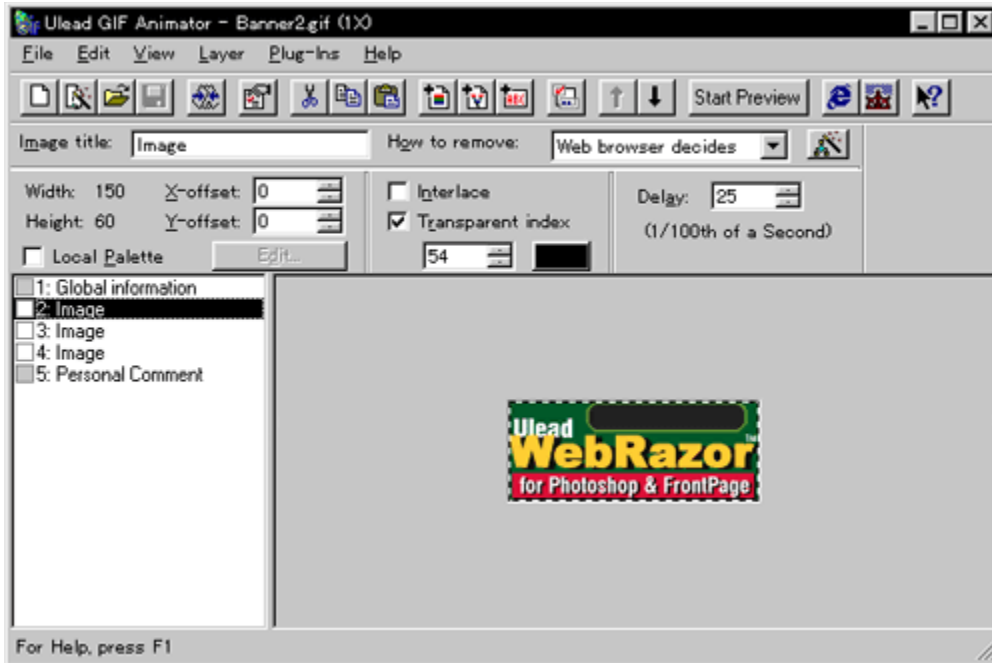 Ulead GIF Animator - Banner2.gif (1X)
File Edit View Layer Plug-Ins Help
Start Preview
Image title: Image How to remove: Web browser decides
Width: 150 X-offset: 0 Interlace Delay: 25
Height: 60 Y-offset: 0 Transparent index (1/100th of a Second)
Local Palette Edit... 54
1: Global information
2: Image
3: Image
4: Image
5: Personal Comment
Ulead
WebRazor
for Photoshop & FrontPage
For Help, press F1